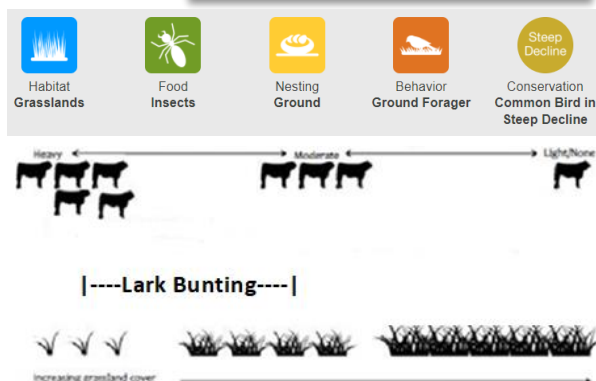 Steep
Decline
Habitat
Grasslands
Food
Insects
Nesting
Ground
Behavior
Ground Forager
Conservation
Common Bird in
Steep Decline
Heavy
Moderate
Light/None
|----Lark Bunting----|
Increasing grassland cover